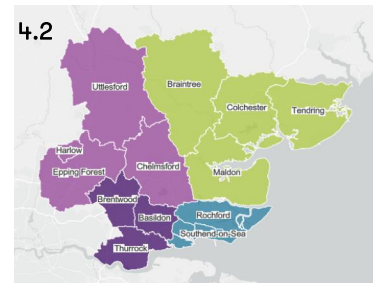 4.2
Uttlesford
Braintree
Colchester
Tendring
Harlow
Epping Forest
Chelmsford
Maldon
Brentwood
Basildon
Rochford
Southend-on-Sea
Thurrock